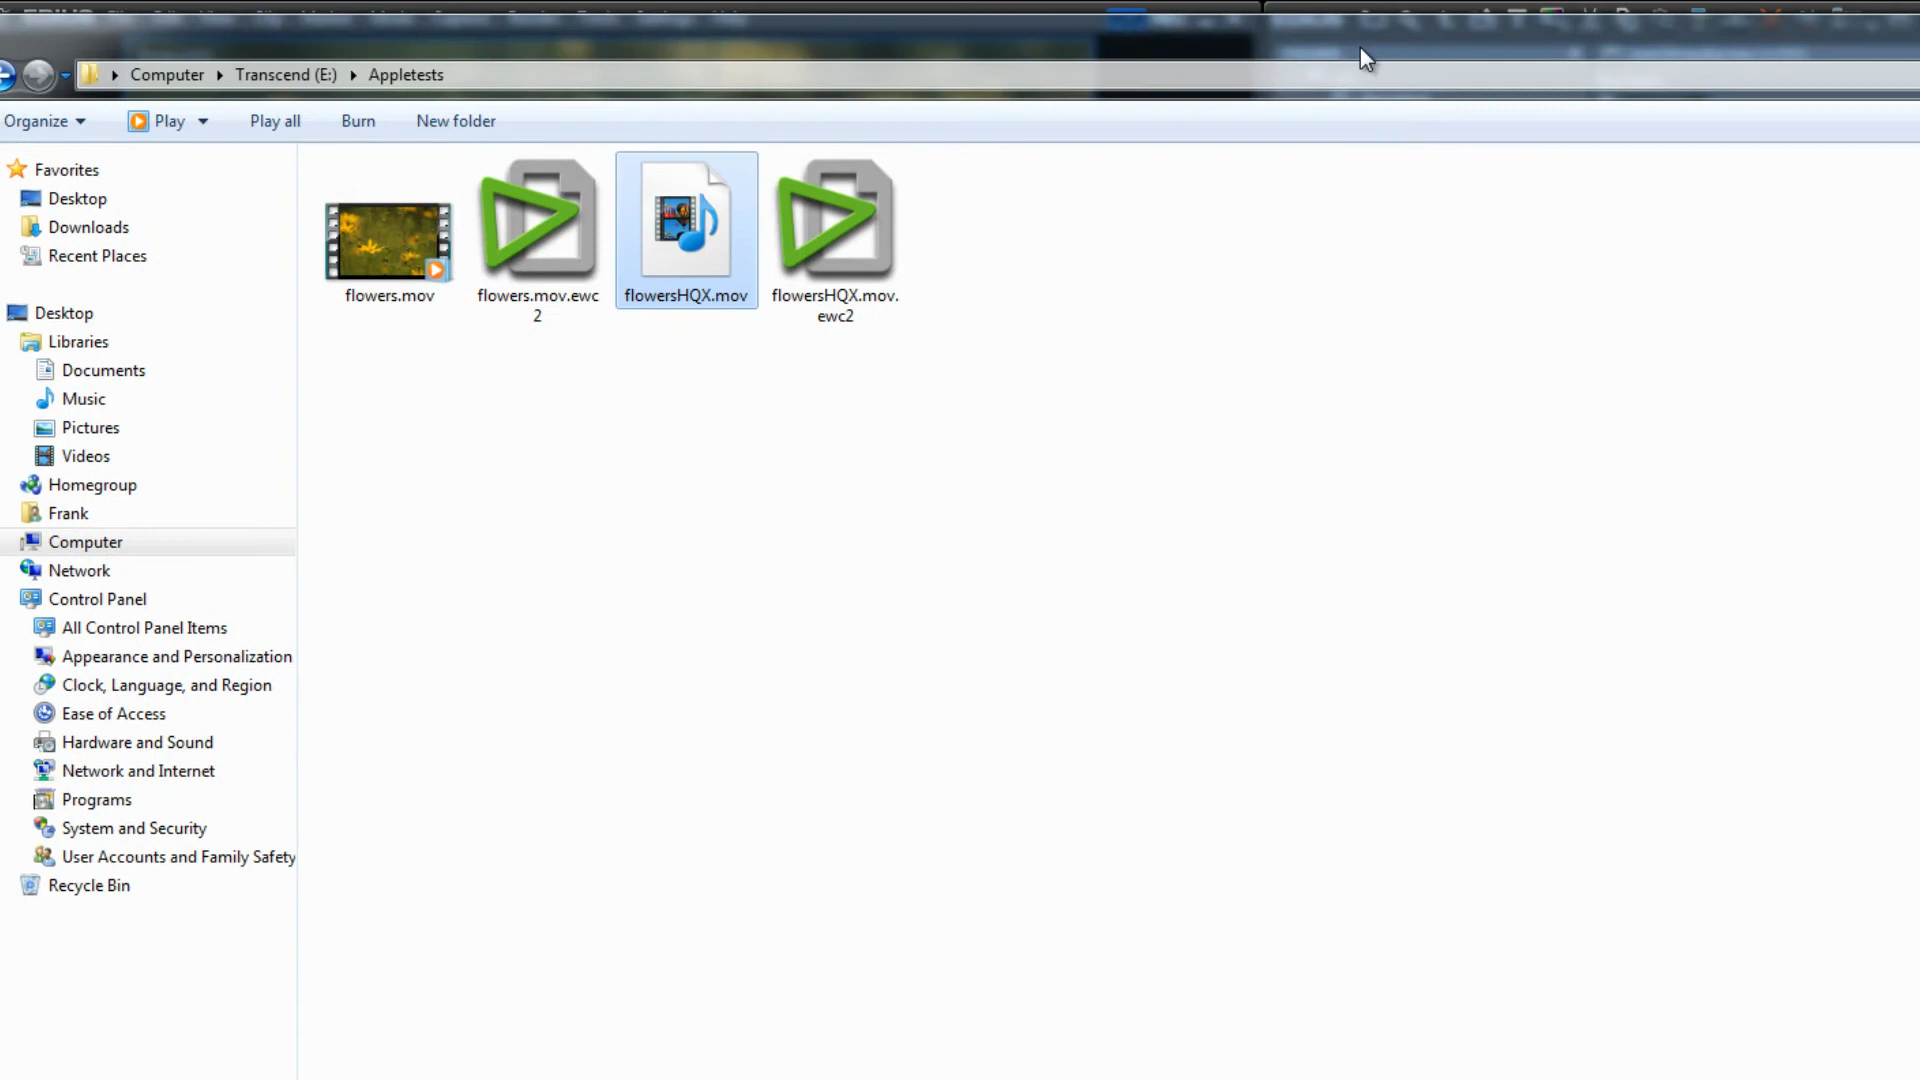 Computer Transcend (E:) Appletests
Organize Play Play all Burn New folder
Favorites
Desktop
Downloads
Recent Places
Desktop
Libraries
Documents
Music
Pictures
Videos
Homegroup
Frank
Computer
Network
Control Panel
All Control Panel Items
Appearance and Personalization
Clock, Language, and Region
Ease of Access
Hardware and Sound
Network and Internet
Programs
System and Security
User Accounts and Family Safety
Recycle Bin
flowers.mov
flowers.mov.ewc
2
flowersHQX.mov
flowersHQX.mov.
ewc2